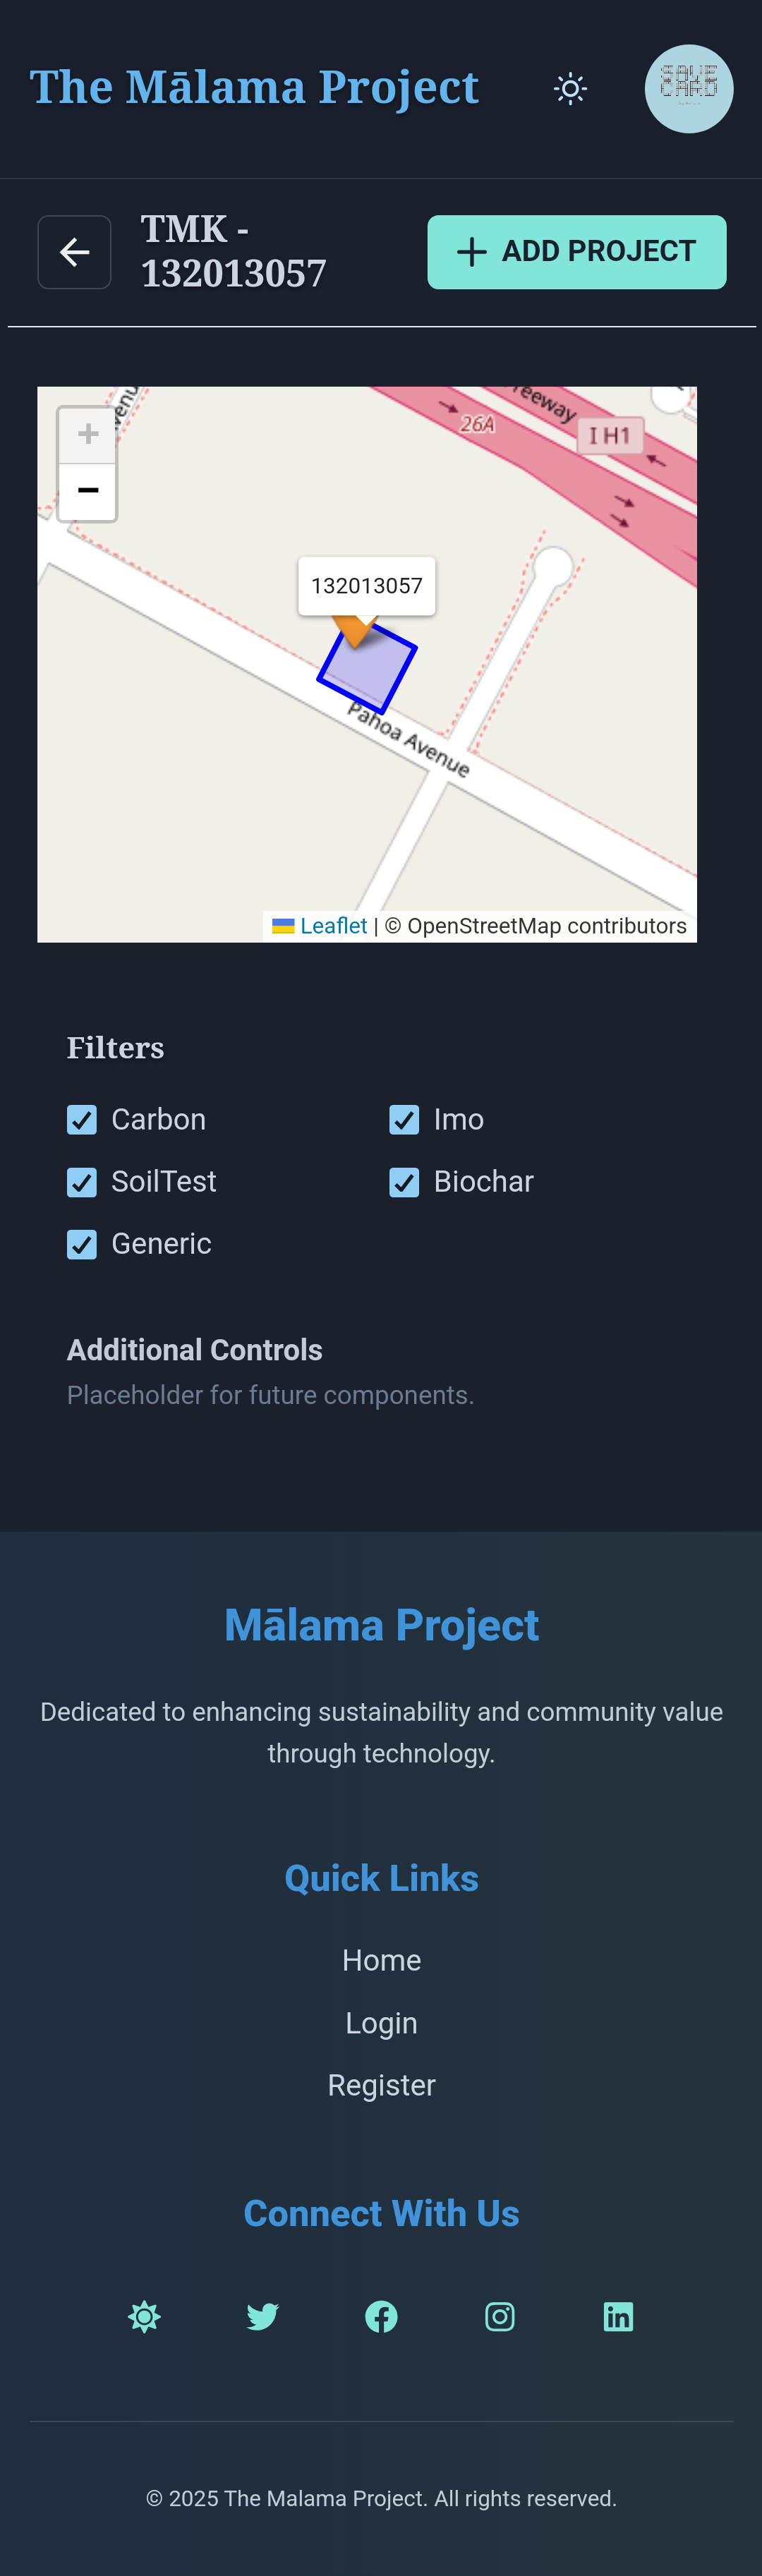 The Mālama Project
SAVE
CARD
TMK -
132013057
ADD PROJECT
+
−
26A
I H1
132013057
Pahoa Avenue
Leaflet | © OpenStreetMap contributors
Filters
Carbon
Imo
SoilTest
Biochar
Generic
Additional Controls
Placeholder for future components.
Mālama Project
Dedicated to enhancing sustainability and community value
through technology.
Quick Links
Home
Login
Register
Connect With Us
© 2025 The Malama Project. All rights reserved.